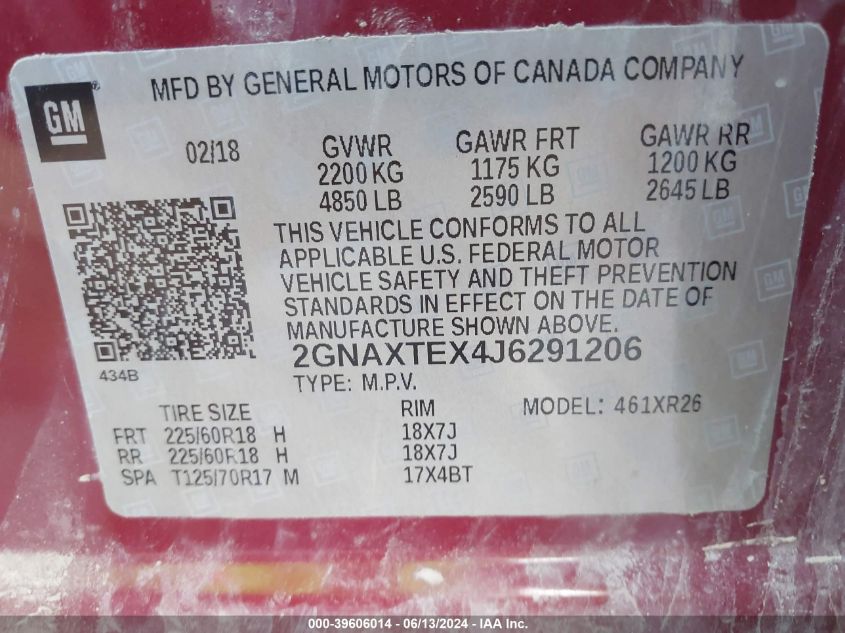 MFD BY GENERAL MOTORS OF CANADA COMPANY
GM
02/18 GVWR GAWR FRT GAWR RR
2200 KG 1175 KG 1200 KG
4850 LB 2590 LB 2645 LB
THIS VEHICLE CONFORMS TO ALL
APPLICABLE U.S. FEDERAL MOTOR
VEHICLE SAFETY AND THEFT PREVENTION
STANDARDS IN EFFECT ON THE DATE OF
MANUFACTURE SHOWN ABOVE.
2GNAXTEX4J6291206
434B TYPE: M.P.V.
TIRE SIZE RIM MODEL: 461XR26
FRT 225/60R18 H 18X7J
RR 225/60R18 H 18X7J
SPA T125/70R17 M 17X4BT
000-39606014 - 06/13/2024 - IAA Inc.